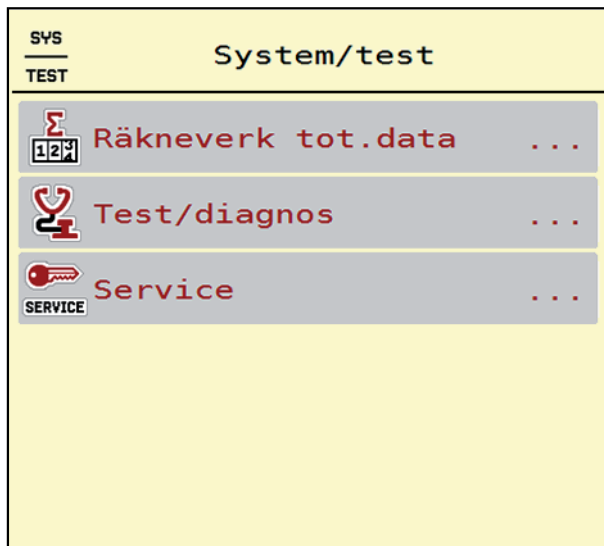 SYS
TEST
System/test
Räkneverk tot.data ...
Test/diagnos ...
Service ...
SERVICE